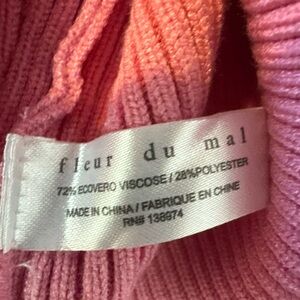 fleur du mal
72% ECOVERO VISCOSE / 28% POLYESTER
MADE IN CHINA / FABRIQUE EN CHINE
RN# 138974